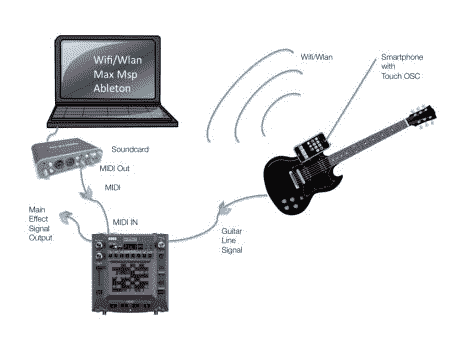 Wifi/Wlan
Max Msp
Ableton
Wifi/Wlan
Smartphone
with
Touch OSC
Soundcard
MIDI Out
MIDI
Main
Effect
Signal
Output
MIDI IN
Guitar
Line
Signal